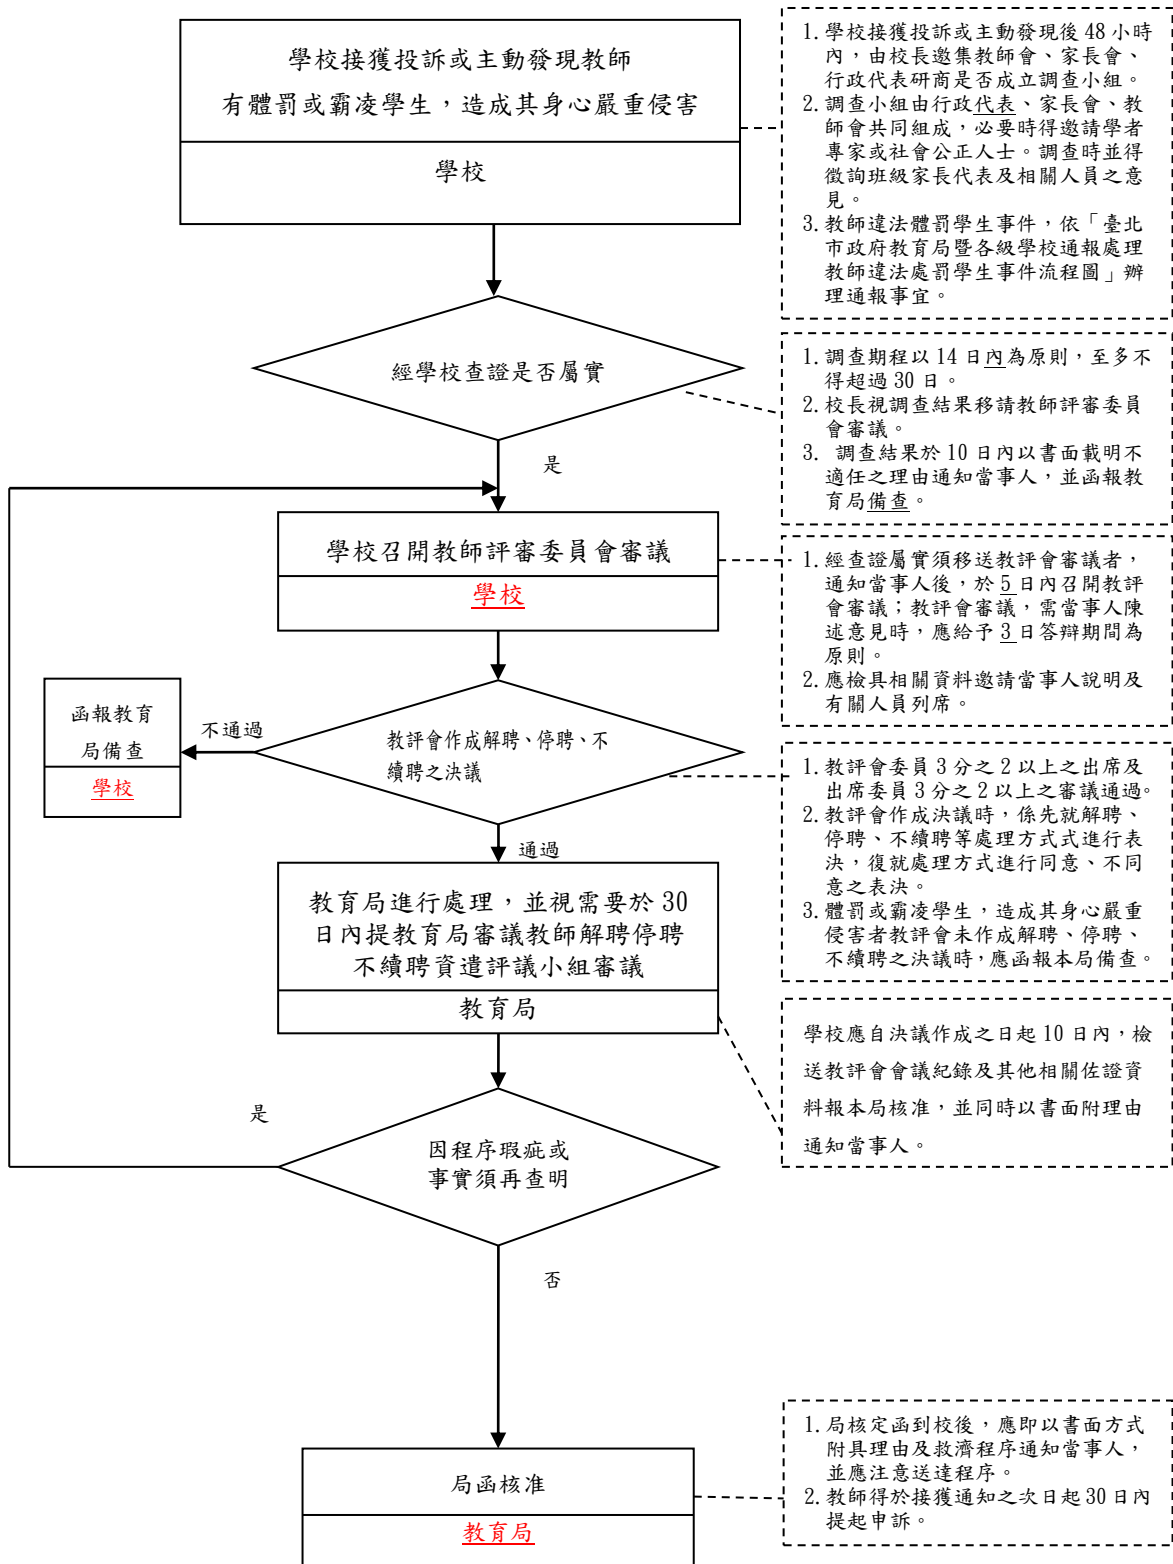 學校接獲投訴或主動發現教師
有體罰或霸凌學生，造成其身心嚴重侵害
學校
1. 學校接獲投訴或主動發現後 48 小時
內，由校長邀集教師會、家長會、
行政代表研商是否成立調查小組。
2. 調查小組由行政代表、家長會、教
師會共同組成，必要時得邀請學者
專家或社會公正人士。調查時並得
徵詢班級家長代表及相關人員之意
見。
3. 教師違法體罰學生事件，依「臺北
市政府教育局暨各級學校通報處理
教師違法處罰學生事件流程圖」辦
理通報事宜。
經學校查證是否屬實
1. 調查期程以 14 日內為原則，至多不
得超過 30 日。
2. 校長視調查結果移請教師評審委員
會審議。
3. 調查結果於 10 日內以書面載明不
適任之理由通知當事人，並函報教
育局備查。
是
學校召開教師評審委員會審議
學校
1. 經查證屬實須移送教評會審議者，
通知當事人後，於 5 日內召開教評
會審議；教評會審議，需當事人陳
述意見時，應給予 3 日答辯期間為
原則。
2. 應檢具相關資料邀請當事人說明及
有關人員列席。
函報教育
局備查
學校
不通過
教評會作成解聘、停聘、不
續聘之決議
1. 教評會委員 3 分之 2 以上之出席及
出席委員 3 分之 2 以上之審議通過。
2. 教評會作成決議時，係先就解聘、
停聘、不續聘等處理方式式進行表
決，復就處理方式進行同意、不同
意之表決。
3. 體罰或霸凌學生，造成其身心嚴重
侵害者教評會未作成解聘、停聘、
不續聘之決議時，應函報本局備查。
通過
教育局進行處理，並視需要於 30
日內提教育局審議教師解聘停聘
不續聘資遣評議小組審議
教育局
學校應自決議作成之日起 10 日內，檢
送教評會會議紀錄及其他相關佐證資
料報本局核准，並同時以書面附理由
通知當事人。
是
因程序瑕疵或
事實須再查明
否
1. 局核定函到校後，應即以書面方式
附具理由及救濟程序通知當事人，
並應注意送達程序。
2. 教師得於接獲通知之次日起 30 日內
提起申訴。
局函核准
教育局